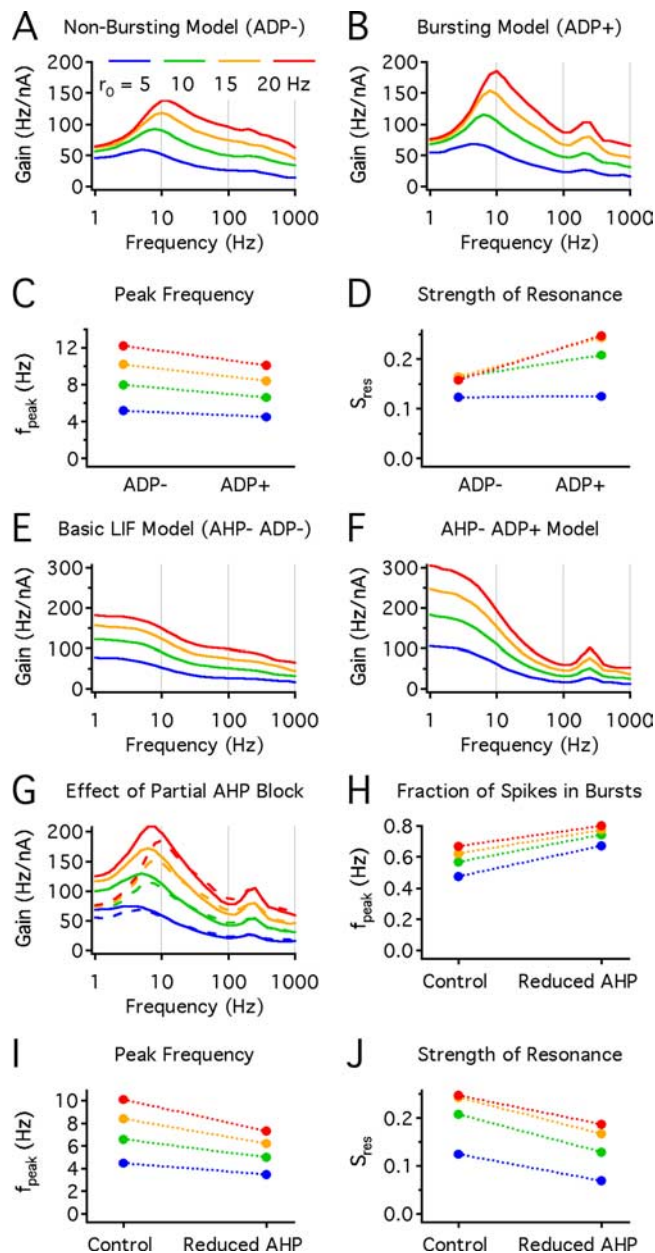 A Non-Bursting Model (ADP-)
r0 = 5 10 15 20 Hz
Gain (Hz/nA)
200
150
100
50
0
1 10 100 1000
Frequency (Hz)
B Bursting Model (ADP+)
Gain (Hz/nA)
200
150
100
50
0
1 10 100 1000
Frequency (Hz)
C Peak Frequency
fpeak (Hz)
12
8
4
0
ADP- ADP+
D Strength of Resonance
Sres
0.2
0.1
0.0
ADP- ADP+
E Basic LIF Model (AHP- ADP-)
Gain (Hz/nA)
300
200
100
0
1 10 100 1000
Frequency (Hz)
F AHP- ADP+ Model
Gain (Hz/nA)
300
200
100
0
1 10 100 1000
Frequency (Hz)
G Effect of Partial AHP Block
Gain (Hz/nA)
200
150
100
50
0
1 10 100 1000
Frequency (Hz)
H Fraction of Spikes in Bursts
fpeak (Hz)
0.8
0.6
0.4
0.2
0.0
Control Reduced AHP
I Peak Frequency
fpeak (Hz)
10
8
6
4
2
0
Control Reduced AHP
J Strength of Resonance
Sres
0.2
0.1
0.0
Control Reduced AHP